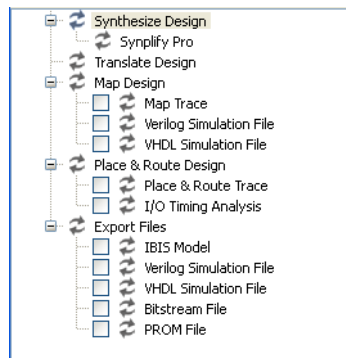 Synthesize Design
Synplify Pro
Translate Design
Map Design
Map Trace
Verilog Simulation File
VHDL Simulation File
Place & Route Design
Place & Route Trace
I/O Timing Analysis
Export Files
IBIS Model
Verilog Simulation File
VHDL Simulation File
Bitstream File
PROM File